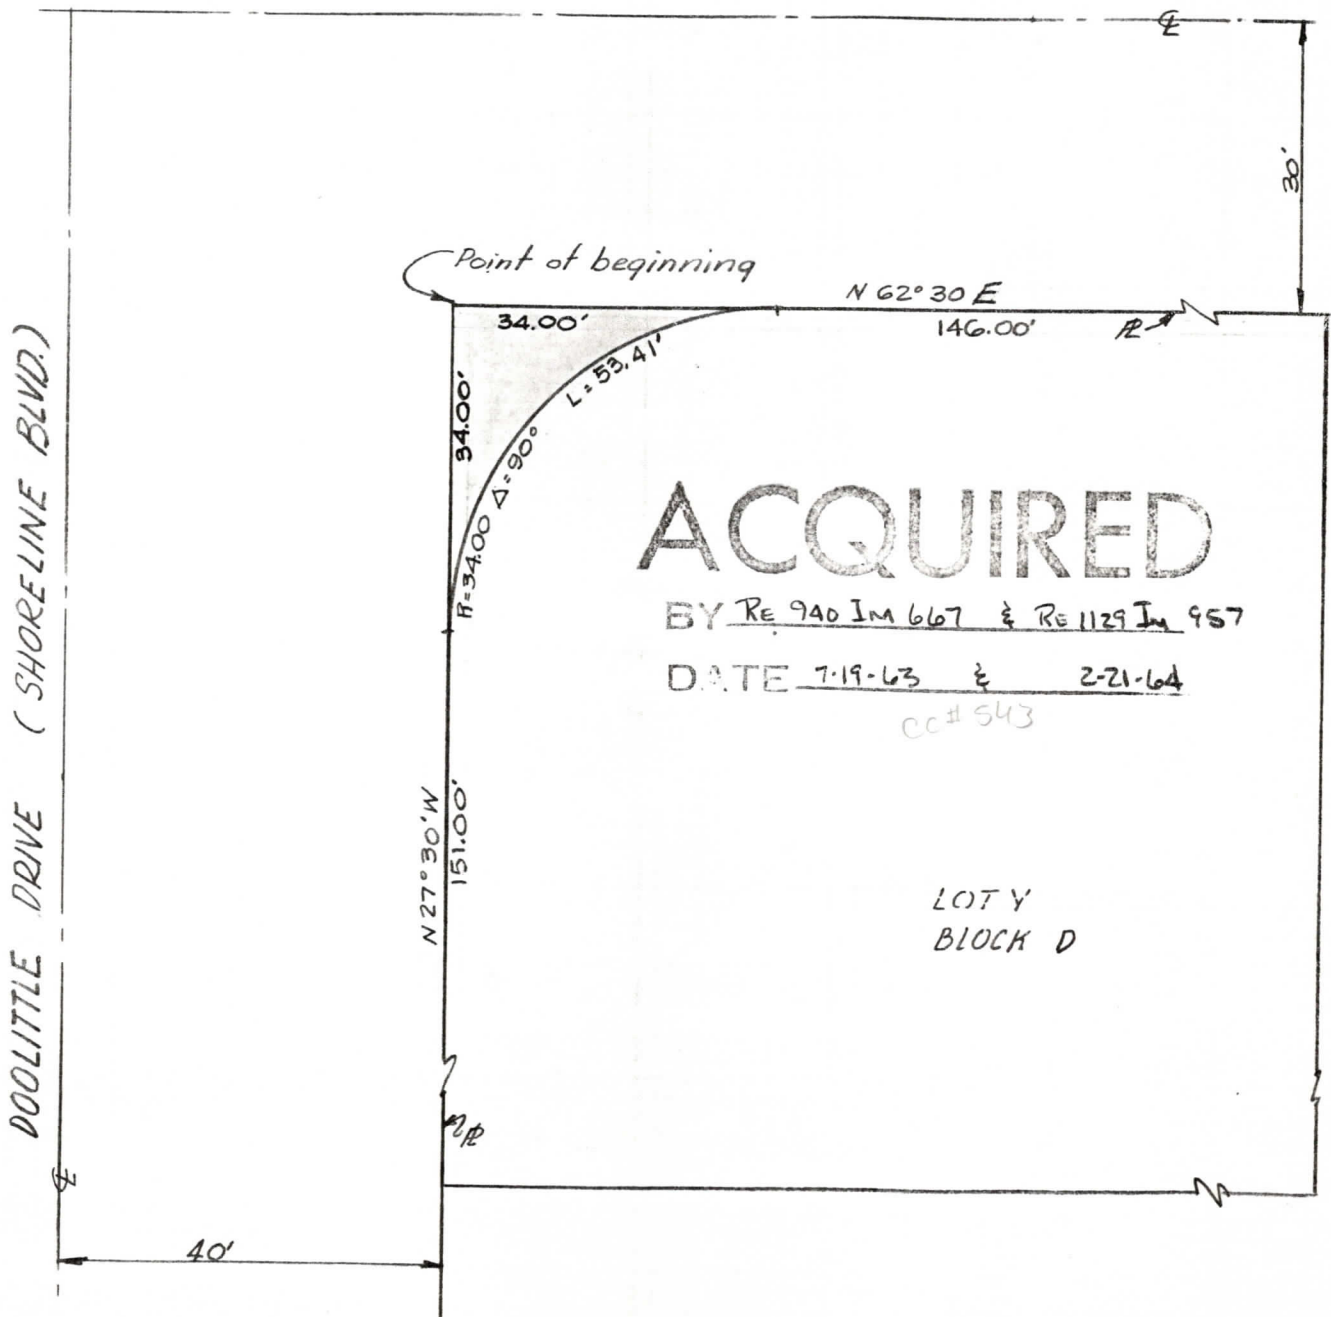 ℄
30'
Point of beginning
N 62° 30 E
34.00'
146.00'
PL
34.00'
L = 53.41'
R=34.00 Δ=90°
DOOLITTLE DRIVE (SHORELINE BLVD.)
ACQUIRED
BY RE 940 IM 667 & RE 1129 IM 957
DATE 7-19-63 & 2-21-64
CC# 543
N 27° 30' W
151.00'
LOT Y
BLOCK D
PL
℄
40'